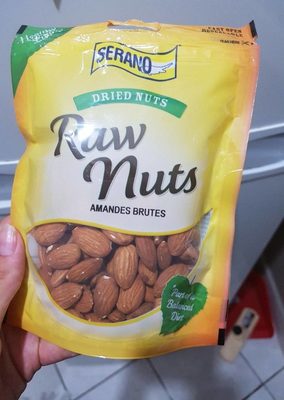 SERANO
DRIED NUTS
Raw
Nuts
AMANDES BRUTES
Part of a
Balanced
Diet